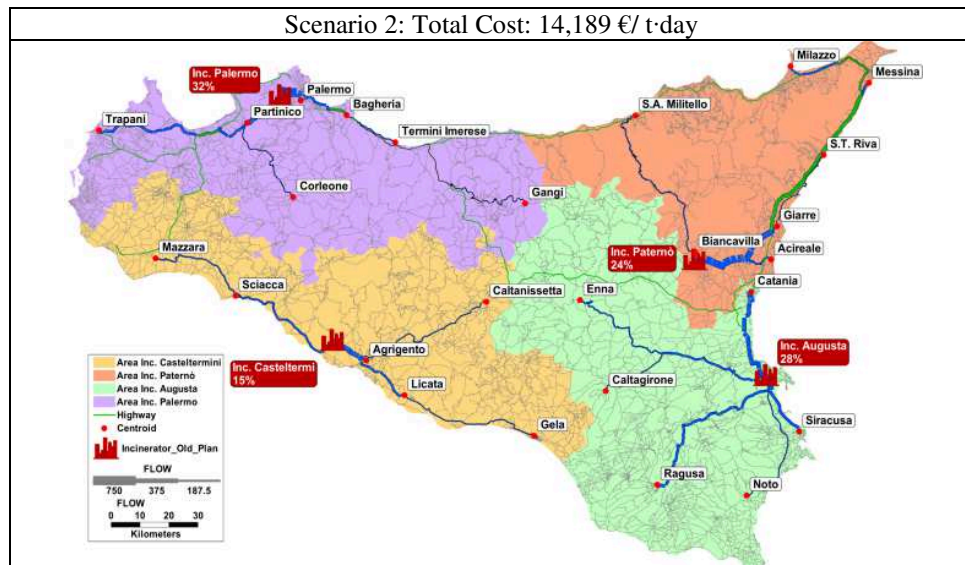 Scenario 2: Total Cost: 14,189 €/ t·day
Milazzo
Inc. Palermo
32%
Messina
Palermo
Partinico
Bagheria
S.A. Militello
Trapani
Termini Imerese
S.T. Riva
Corleone
Gangi
Giarre
Biancavilla
Mazzara
Inc. Paternò
24%
Acireale
Catania
Sciacca
Caltanissetta
Enna
Inc. Augusta
28%
Area Inc. Casteltermini
Area Inc. Paternò
Area Inc. Augusta
Area Inc. Palermo
Highway
Centroid
Incinerator_Old_Plan
FLOW
750 375 187.5
FLOW
0 10 20 30
Kilometers
Inc. Casteltermi
15%
Agrigento
Licata
Caltagirone
Gela
Siracusa
Ragusa
Noto